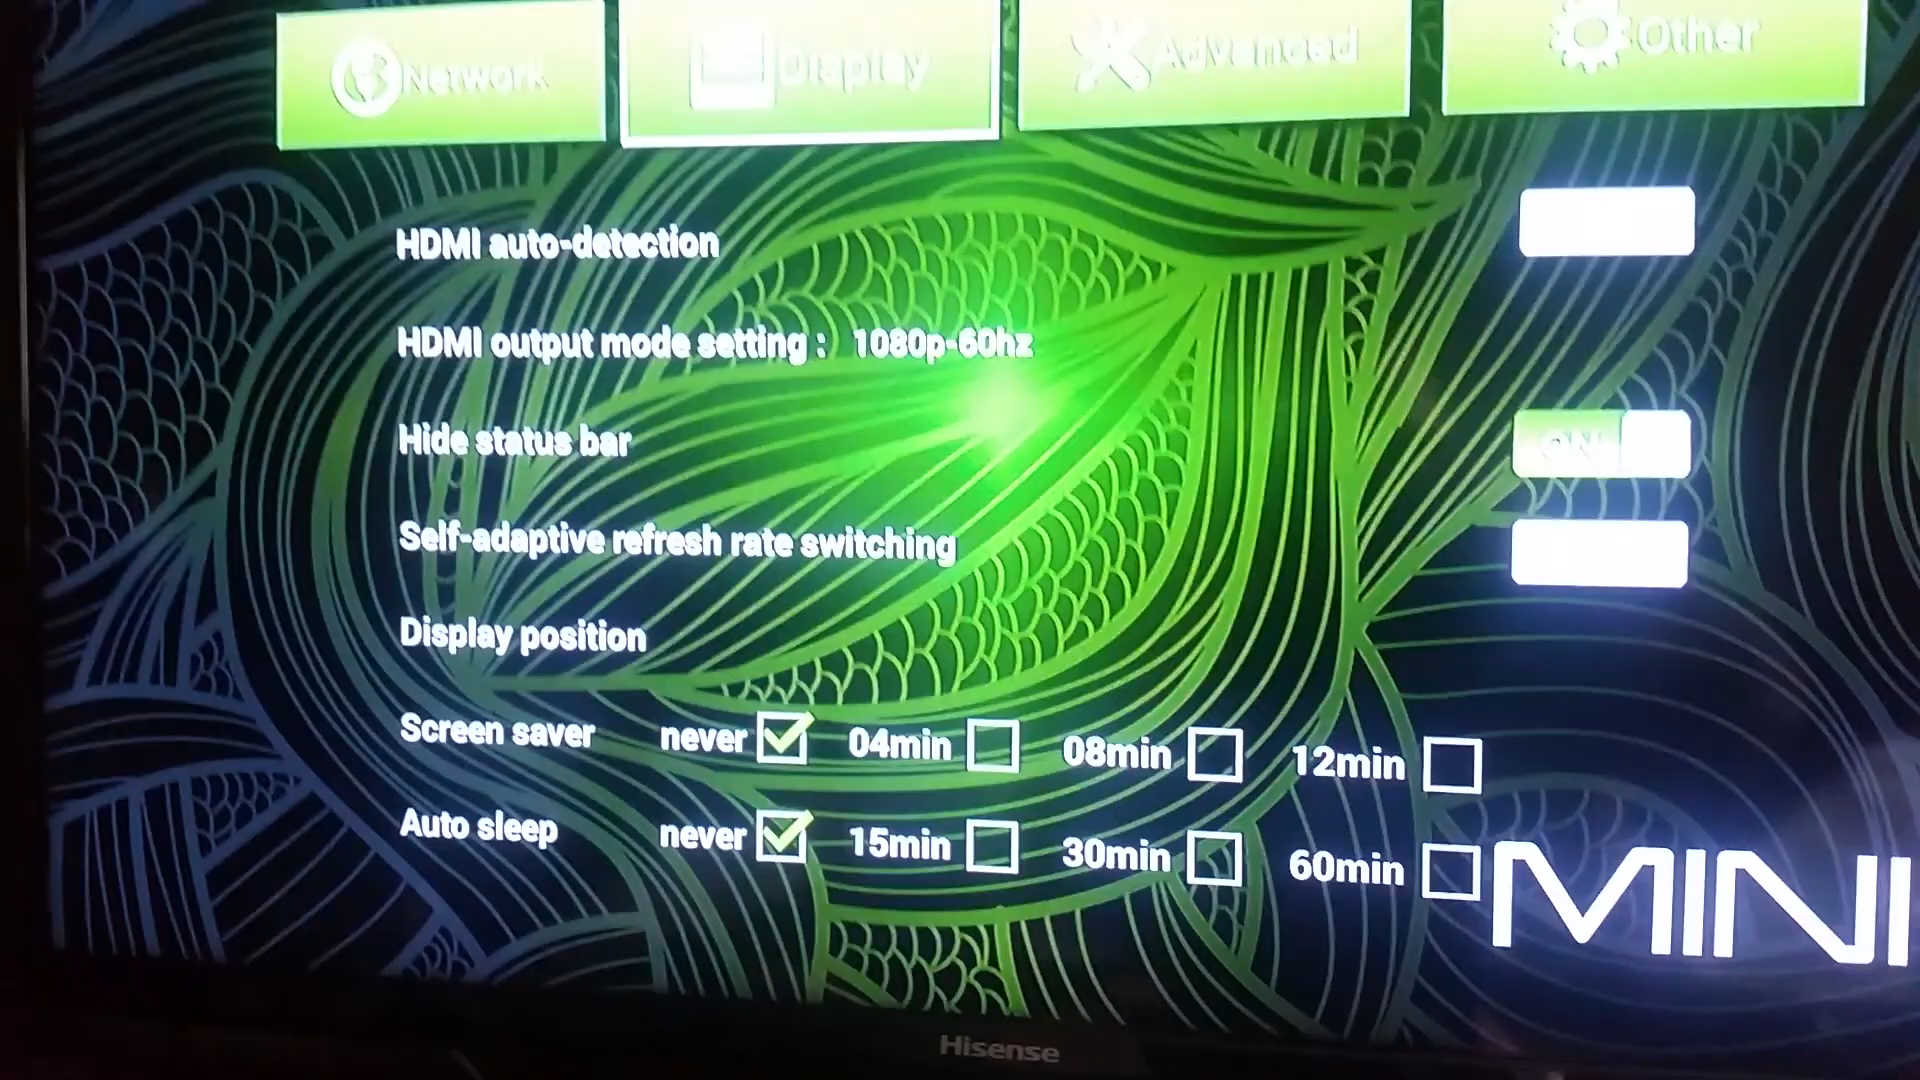 Network Display Advanced Other
HDMI auto-detection
HDMI output mode setting : 1080p-60hz
Hide status bar ON
Self-adaptive refresh rate switching
Display position
Screen saver never 04min 08min 12min
Auto sleep never 15min 30min 60min
MINI
Hisense